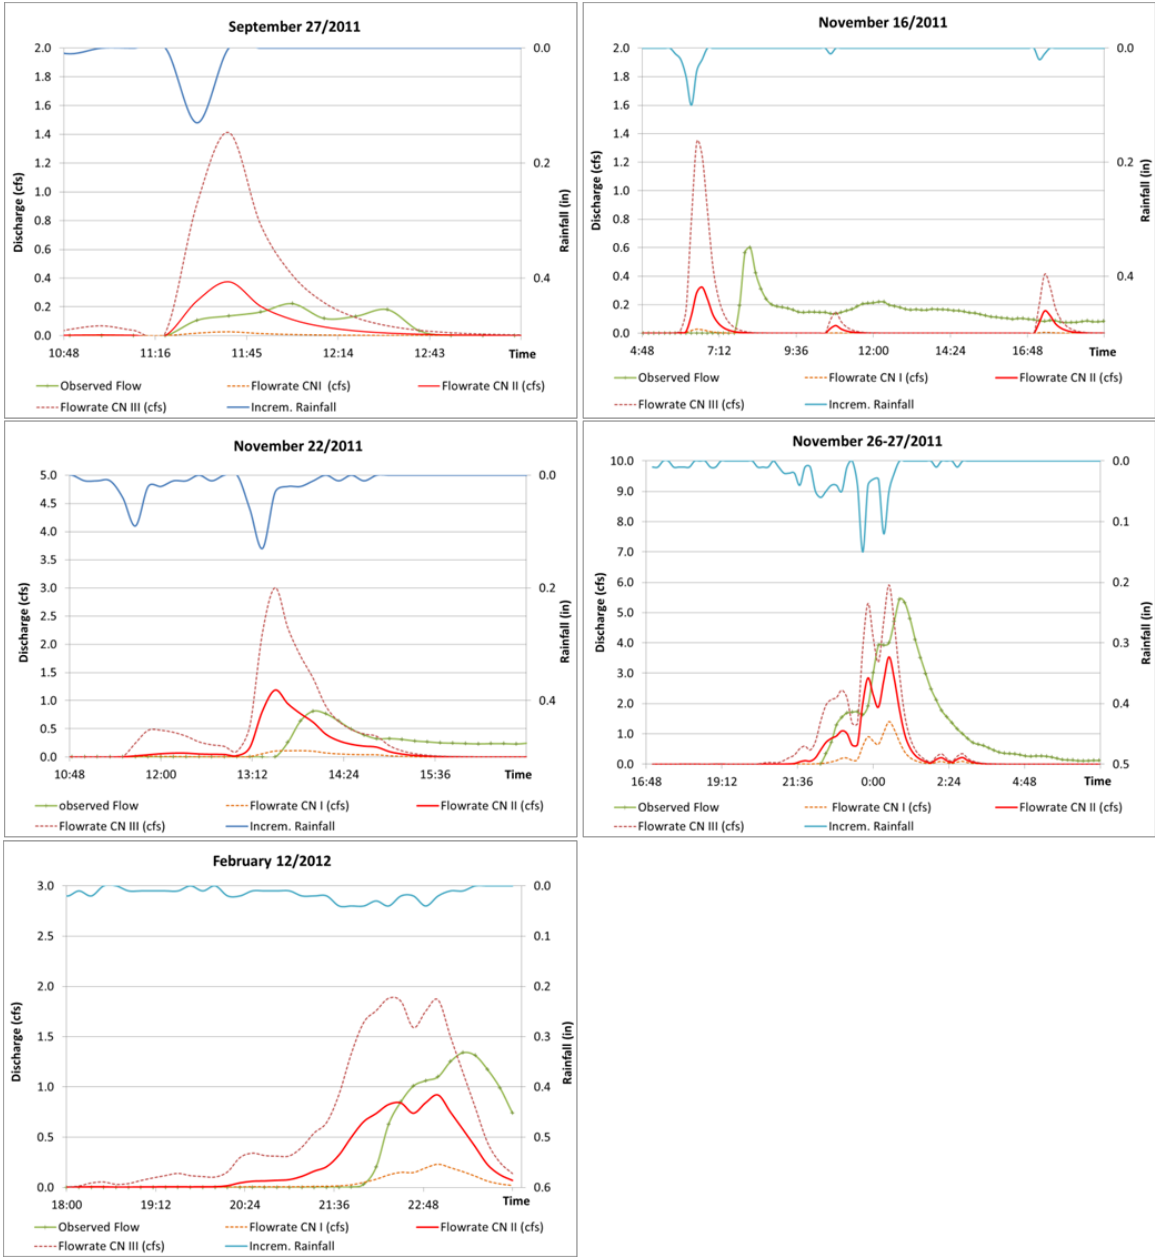 September 27/2011
2.0
1.8
1.6
1.4
1.2
1.0
0.8
0.6
0.4
0.2
0.0
Discharge (cfs)
0.0
0.2
0.4
Rainfall (in)
10:48 11:16 11:45 12:14 12:43 Time
Observed Flow Flowrate CNI (cfs) Flowrate CN II (cfs)
Flowrate CN III (cfs) Increm. Rainfall
November 16/2011
2.0
1.8
1.6
1.4
1.2
1.0
0.8
0.6
0.4
0.2
0.0
Discharge (cfs)
0.0
0.2
0.4
Rainfall (in)
4:48 7:12 9:36 12:00 14:24 16:48 Time
Observed Flow Flowrate CN I (cfs) Flowrate CN II (cfs)
Flowrate CN III (cfs) Increm. Rainfall
November 22/2011
5.0
4.5
4.0
3.5
3.0
2.5
2.0
1.5
1.0
0.5
0.0
Discharge (cfs)
0.0
0.2
0.4
Rainfall (in)
10:48 12:00 13:12 14:24 15:36 Time
observed Flow Flowrate CN I (cfs) Flowrate CN II (cfs)
Flowrate CN III (cfs) Increm. Rainfall
November 26-27/2011
10.0
9.0
8.0
7.0
6.0
5.0
4.0
3.0
2.0
1.0
0.0
Discharge (cfs)
0.0
0.1
0.2
0.3
0.4
0.5
Rainfall (in)
16:48 19:12 21:36 0:00 2:24 4:48 Time
Observed Flow Flowrate CN I (cfs) Flowrate CN II (cfs)
Flowrate CN III (cfs) Increm. Rainfall
February 12/2012
3.0
2.5
2.0
1.5
1.0
0.5
0.0
Discharge (cfs)
0.0
0.1
0.2
0.3
0.4
0.5
0.6
Rainfall (in)
18:00 19:12 20:24 21:36 22:48 Time
Observed Flow Flowrate CN I (cfs) Flowrate CN II (cfs)
Flowrate CN III (cfs) Increm. Rainfall